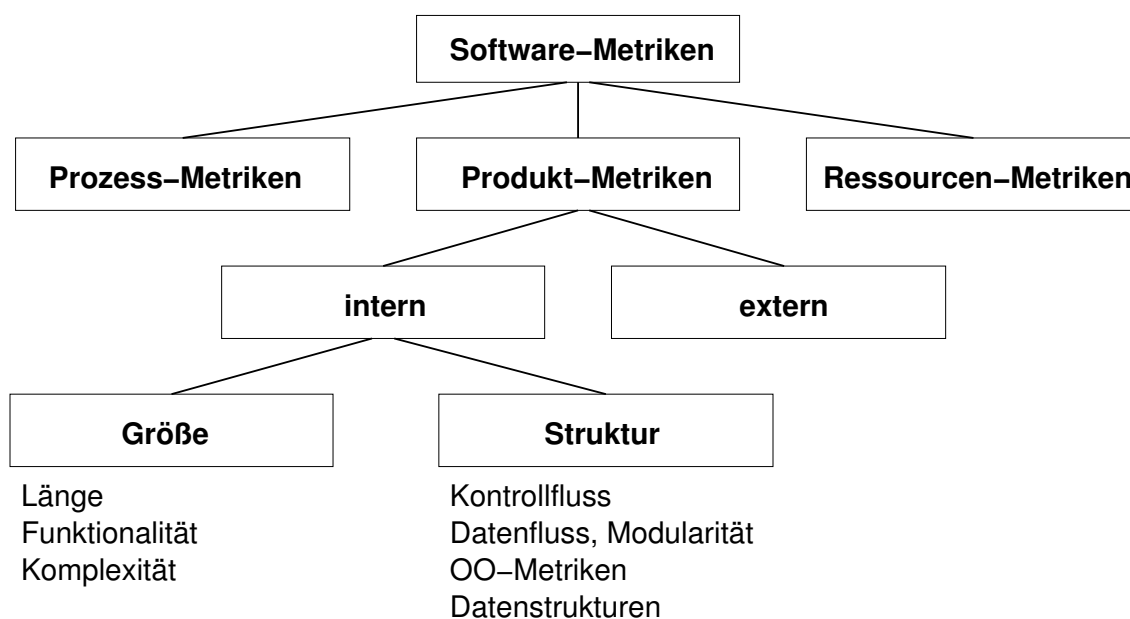 Software−Metriken
Prozess−Metriken
Produkt−Metriken
Ressourcen−Metriken
intern
extern
Größe
Struktur
Länge
Funktionalität
Komplexität
Kontrollfluss
Datenfluss, Modularität
OO−Metriken
Datenstrukturen